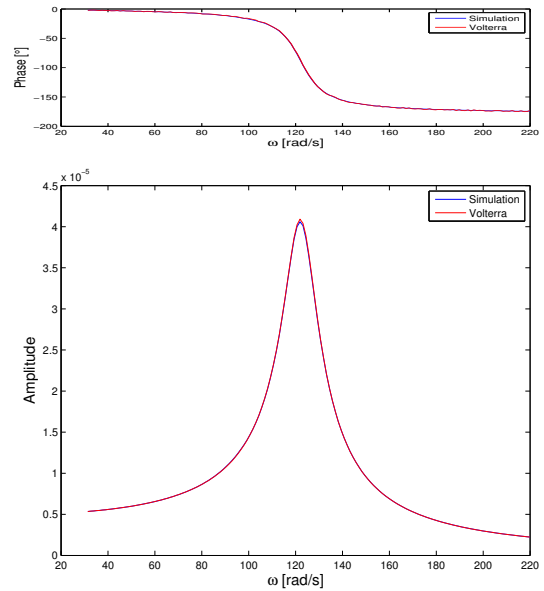 0
−50
−100
−150
−200
Phase [°]
Simulation
Volterra
20 40 60 80 100 120 140 160 180 200 220
ω [rad/s]
x 10⁻⁵
4.5
4
3.5
3
2.5
2
1.5
1
0.5
0
Amplitude
Simulation
Volterra
20 40 60 80 100 120 140 160 180 200 220
ω [rad/s]